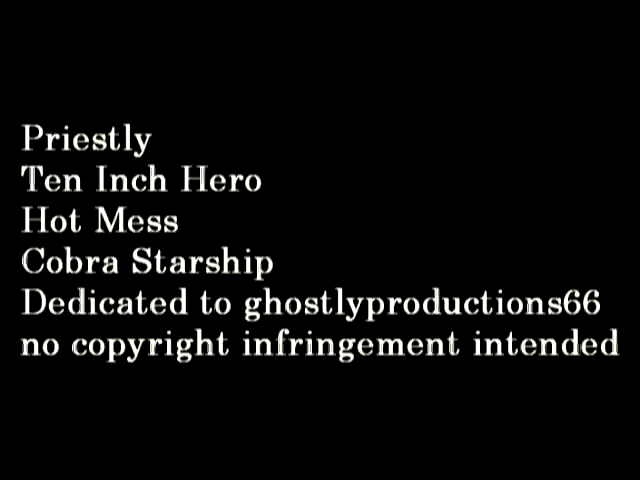 Priestly
Ten Inch Hero
Hot Mess
Cobra Starship
Dedicated to ghostlyproductions66
no copyright infringement intended